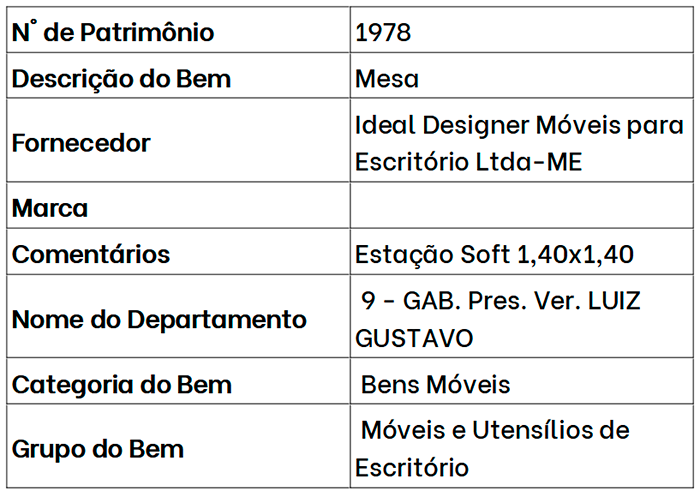 N° de Patrimônio 1978
Descrição do Bem Mesa
Fornecedor Ideal Designer Móveis para
Escritório Ltda-ME
Marca
Comentários Estação Soft 1,40x1,40
Nome do Departamento 9 - GAB. Pres. Ver. LUIZ
GUSTAVO
Categoria do Bem Bens Móveis
Grupo do Bem Móveis e Utensílios de
Escritório